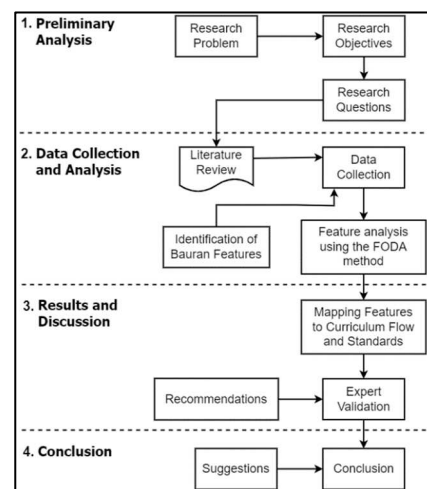 1. Preliminary
Analysis
Research
Problem
Research
Objectives
Research
Questions
2. Data Collection
and Analysis
Literature
Review
Data
Collection
Identification of
Bauran Features
Feature analysis
using the FODA
method
3. Results and
Discussion
Mapping Features
to Curriculum Flow
and Standards
Recommendations
Expert
Validation
4. Conclusion
Suggestions
Conclusion